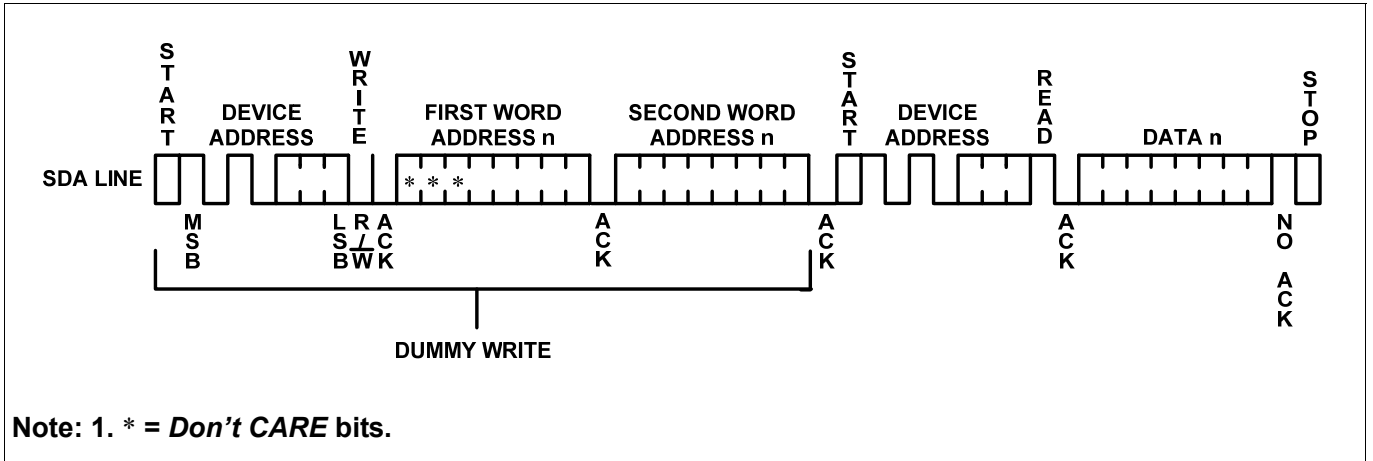 START
DEVICE
ADDRESS
WRITE
FIRST WORD
ADDRESS n
SECOND WORD
ADDRESS n
START
DEVICE
ADDRESS
READ
DATA n
STOP
SDA LINE
* * *
MSB
LSB
R/W
ACK
ACK
ACK
ACK
NO ACK
DUMMY WRITE
Note: 1. * = Don't CARE bits.